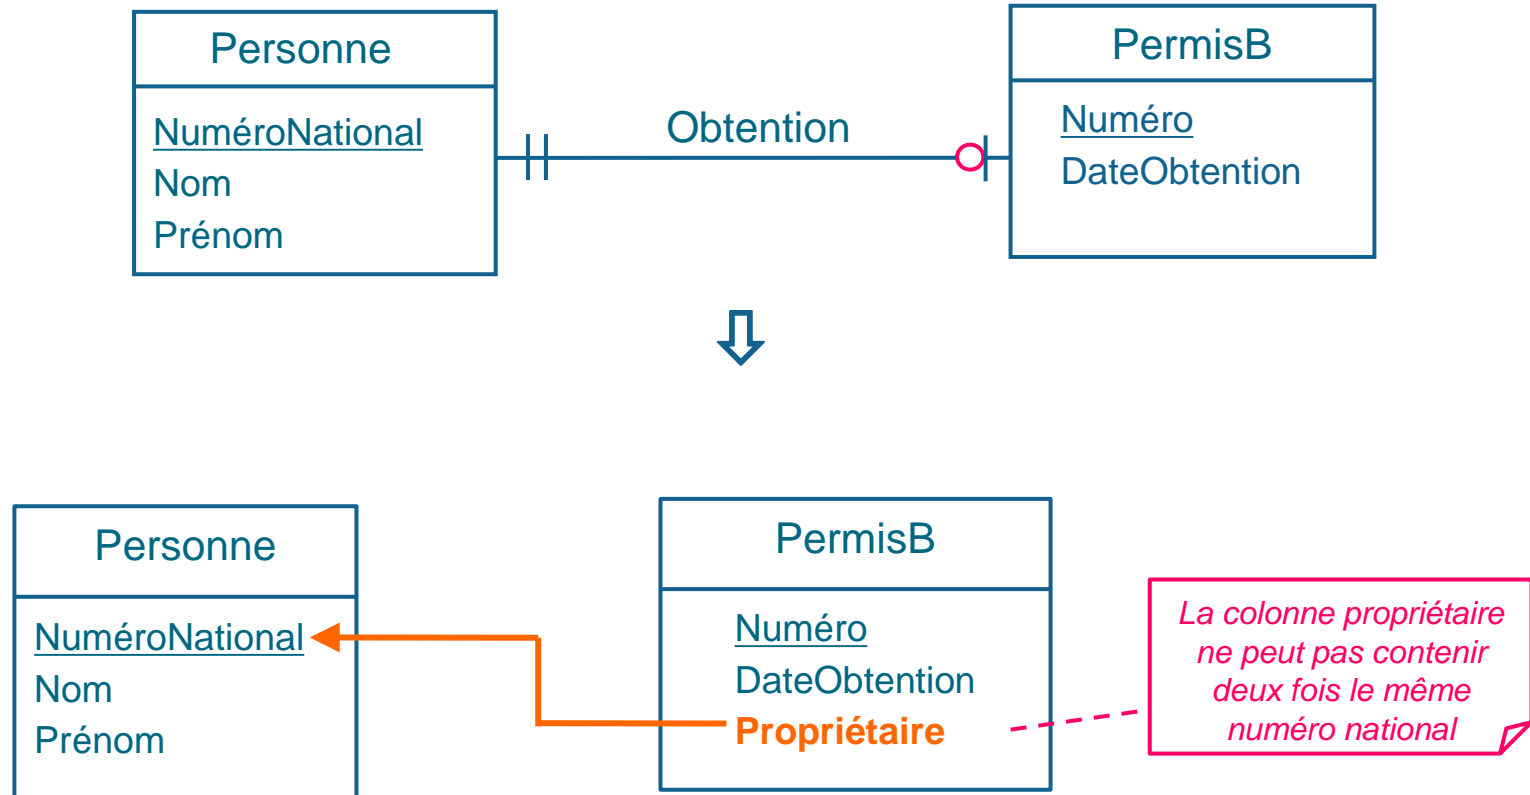 Personne
NuméroNational
Nom
Prénom
Obtention
PermisB
Numéro
DateObtention
Personne
NuméroNational
Nom
Prénom
PermisB
Numéro
DateObtention
Propriétaire
La colonne propriétaire
ne peut pas contenir
deux fois le même
numéro national